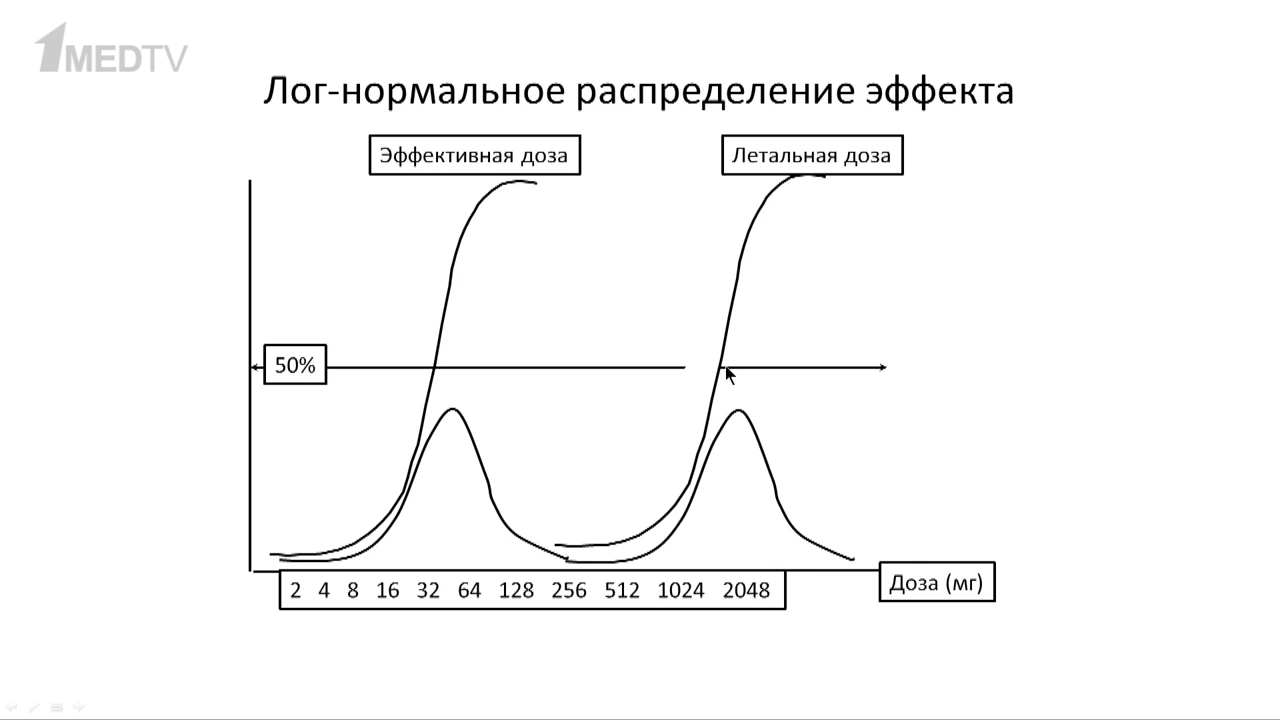 1MEDTV
Лог-нормальное распределение эффекта
Эффективная доза
Летальная доза
50%
2 4 8 16 32 64 128 256 512 1024 2048
Доза (мг)